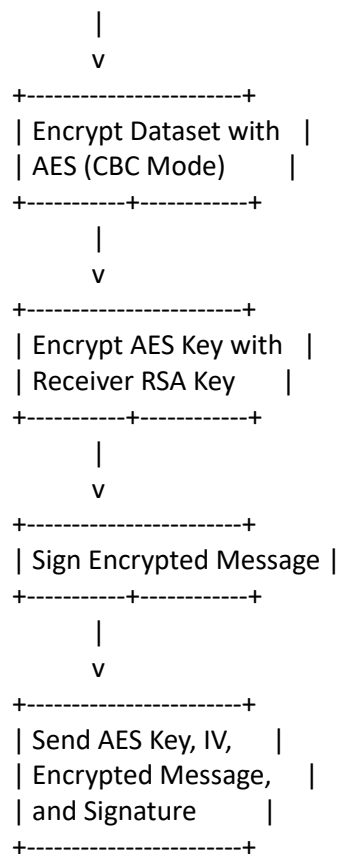 |
v
+------------------------+
| Encrypt Dataset with   |
| AES (CBC Mode)       |
+-----------+------------+
|
v
+------------------------+
| Encrypt AES Key with   |
| Receiver RSA Key     |
+-----------+------------+
|
v
+------------------------+
| Sign Encrypted Message |
+-----------+------------+
|
v
+------------------------+
| Send AES Key, IV,     |
| Encrypted Message,     |
| and Signature        |
+------------------------+